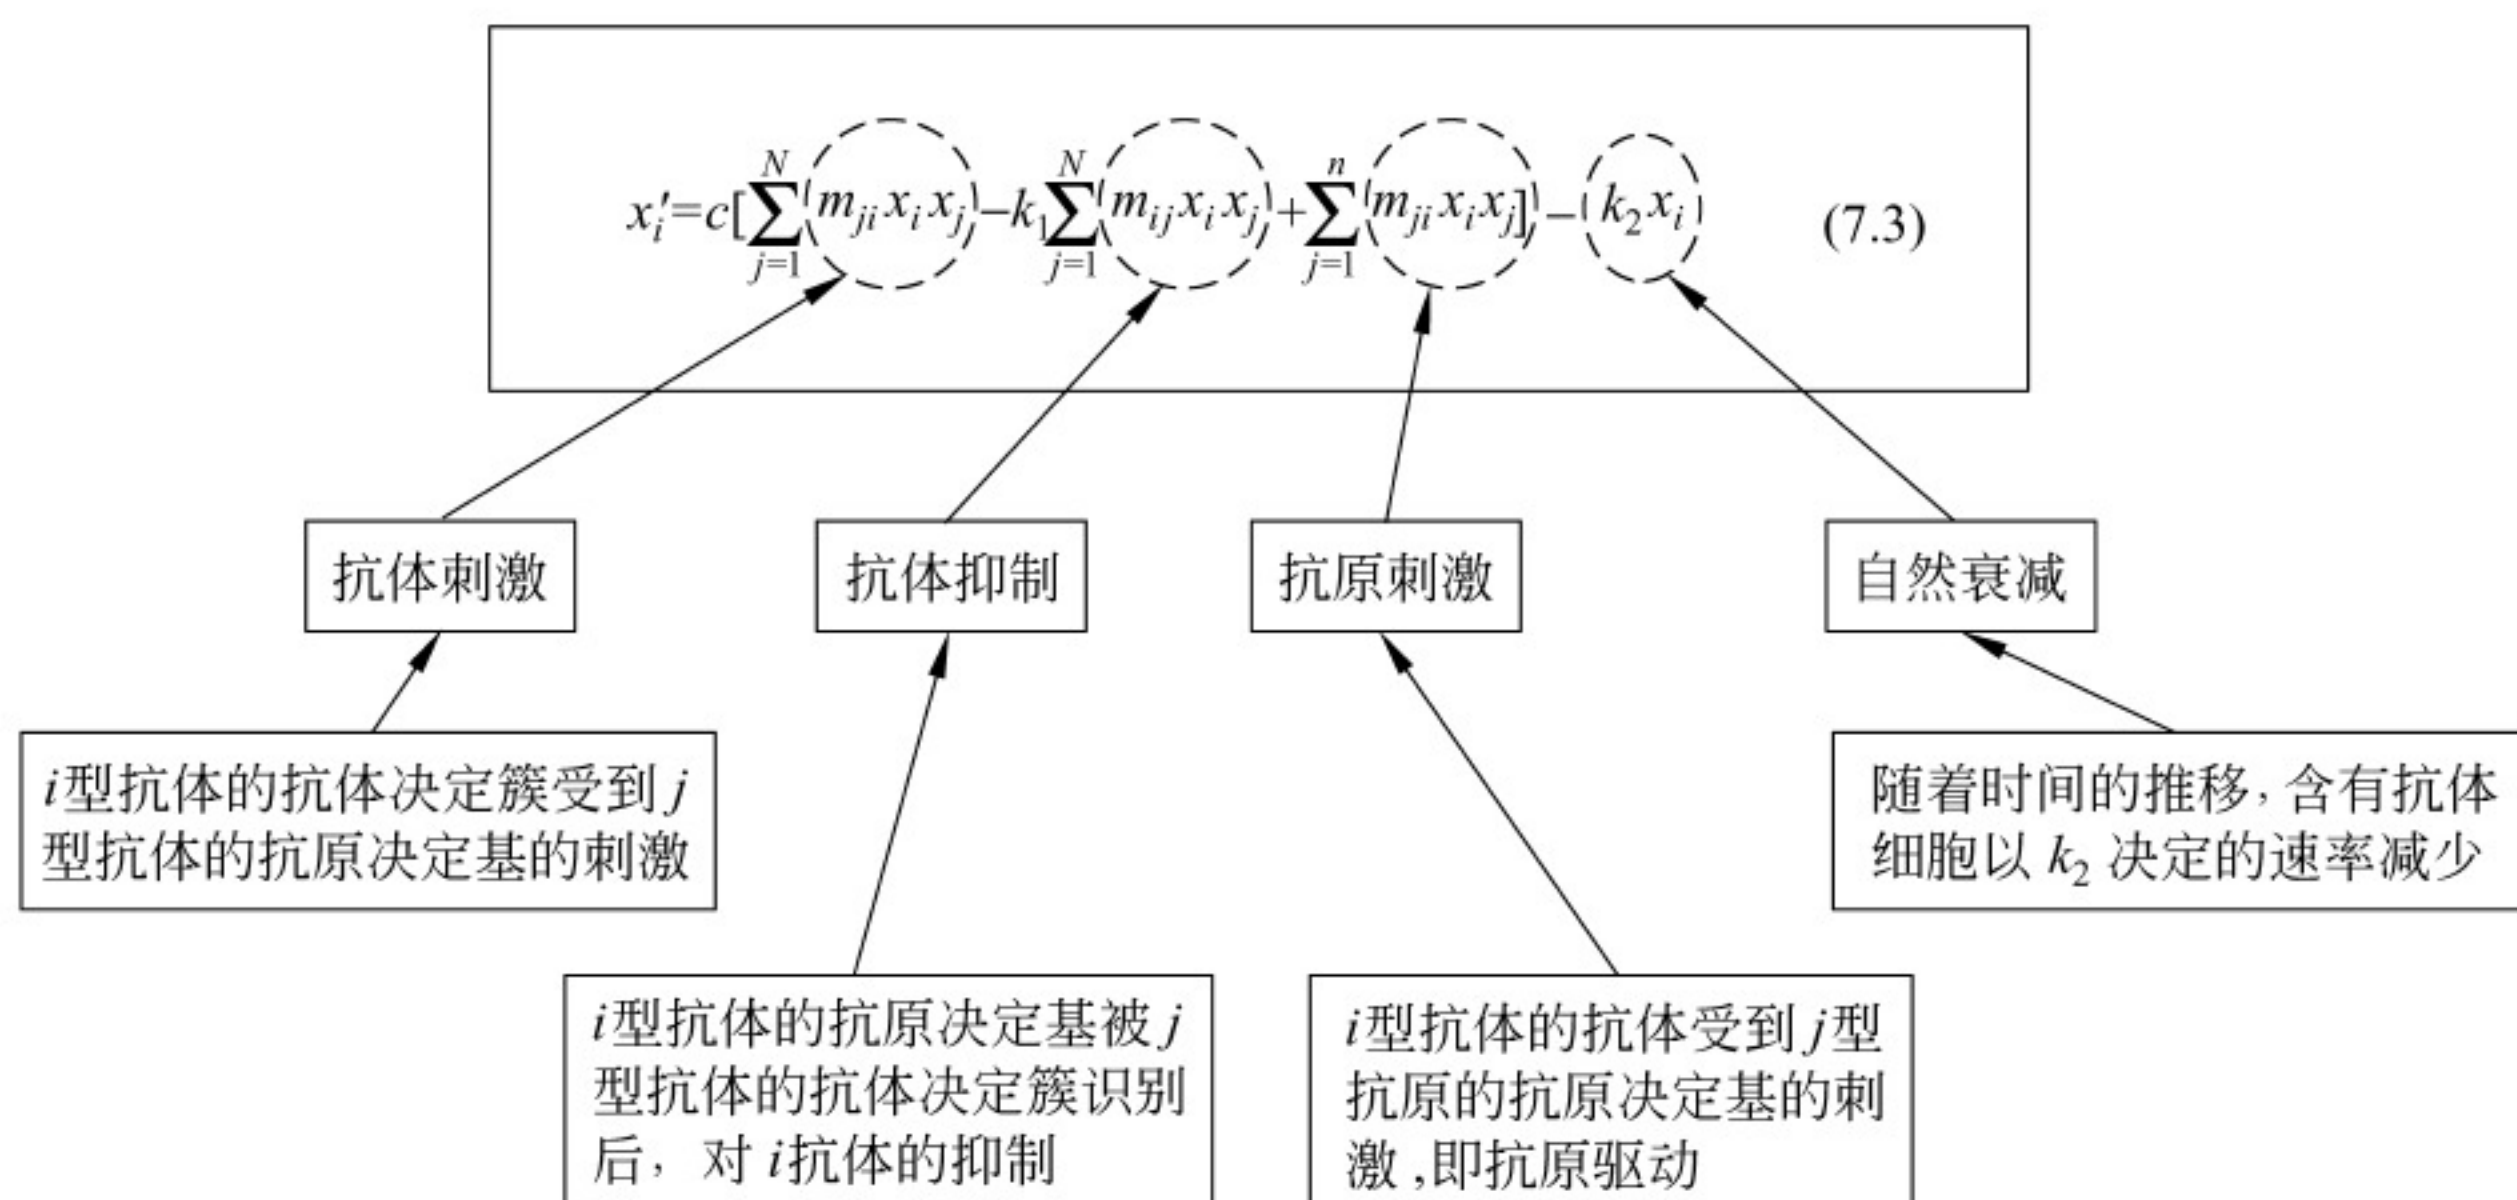 x_i'=c[∑_{j=1}^{N} m_{ji}x_ix_j−k_1∑_{j=1}^{N} m_{ij}x_ix_j+∑_{j=1}^{n} m_{ji}x_ix_j]−k_2x_i (7.3)
抗体刺激
抗体抑制
抗原刺激
自然衰减
i型抗体的抗体决定簇受到j
型抗体的抗原决定基的刺激
随着时间的推移,含有抗体
细胞以k_2决定的速率减少
i型抗体的抗原决定基被j
型抗体的抗体决定簇识别
后，对i抗体的抑制
i型抗体的抗体受到j型
抗原的抗原决定基的刺
激,即抗原驱动